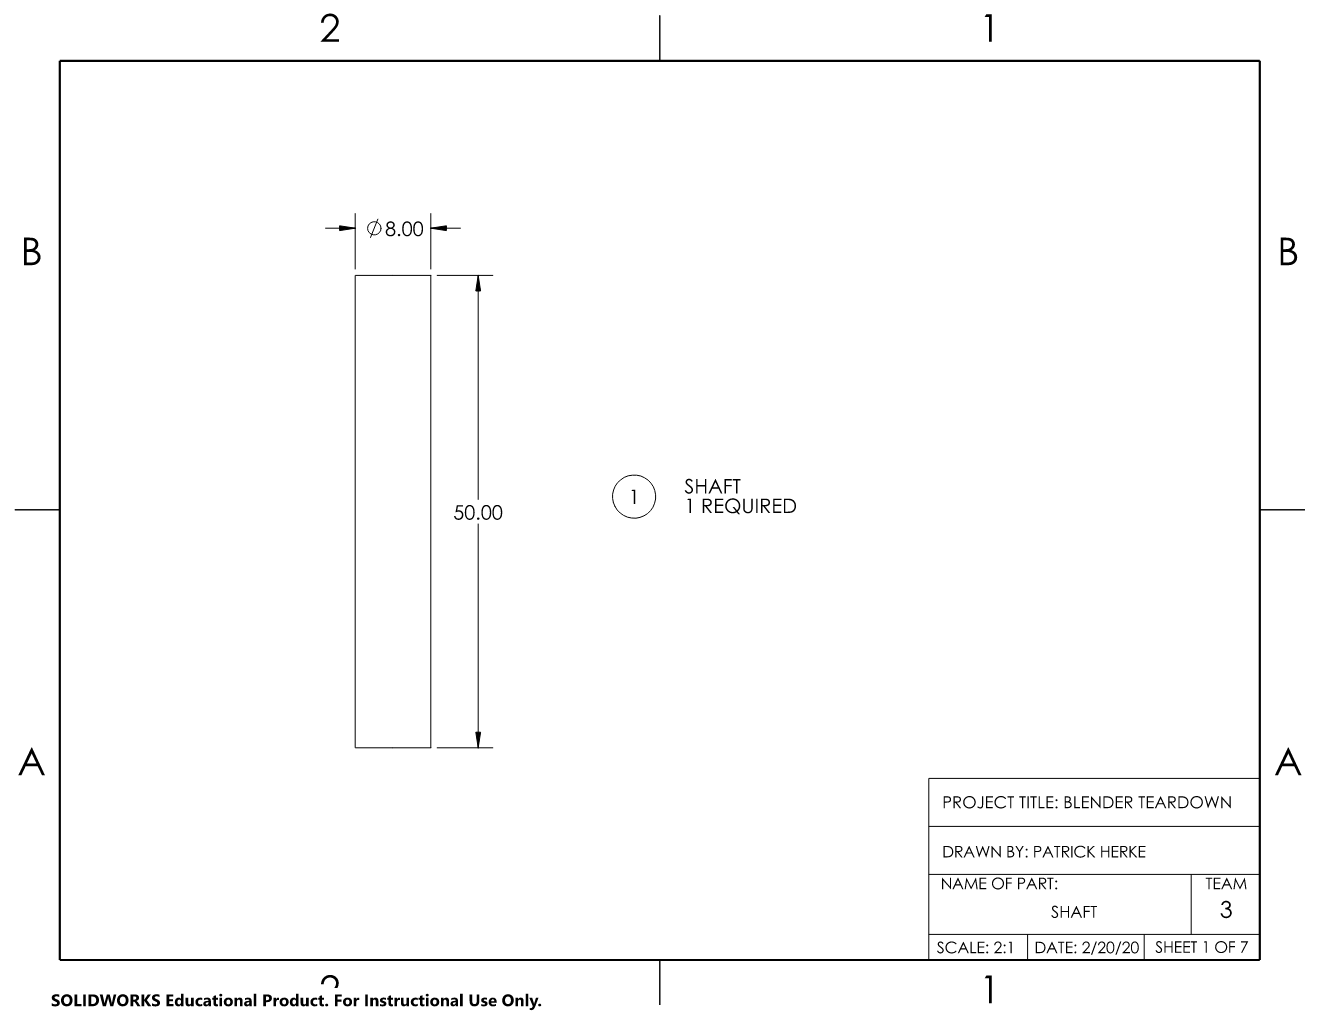 2 1
B B
⌀8.00
50.00
1
SHAFT
1 REQUIRED
A A
PROJECT TITLE: BLENDER TEARDOWN
DRAWN BY: PATRICK HERKE
NAME OF PART:
SHAFT
TEAM
3
SCALE: 2:1 DATE: 2/20/20 SHEET 1 OF 7
2 1
SOLIDWORKS Educational Product. For Instructional Use Only.